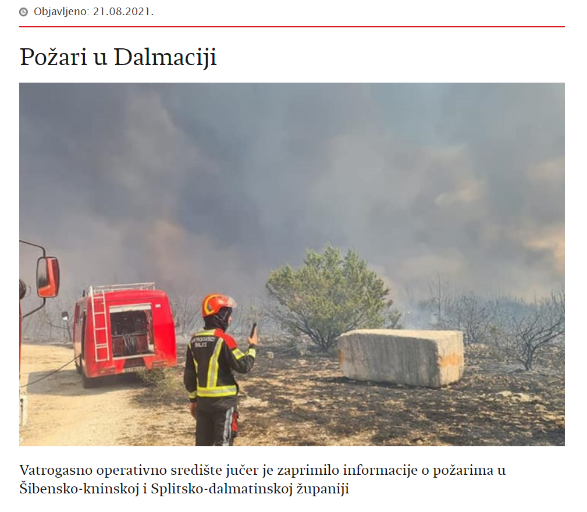 Objavljeno: 21.08.2021.
Požari u Dalmaciji
Vatrogasno operativno središte jučer je zaprimilo informacije o požarima u
Šibensko-kninskoj i Splitsko-dalmatinskoj županiji